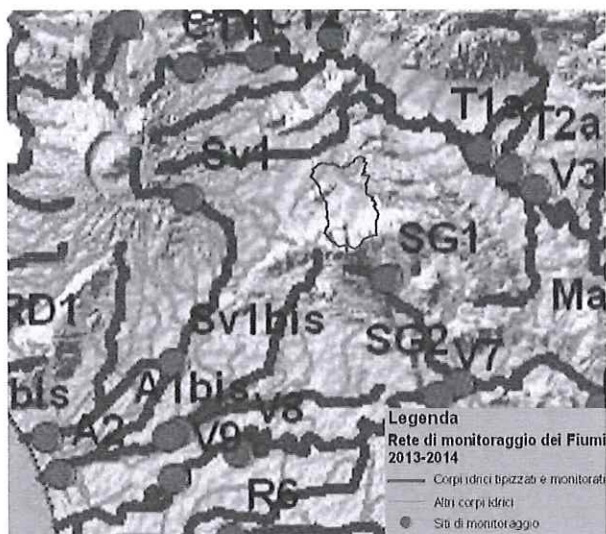 T1a
T2a
Sv1
V3
SG1
RD1
Ma
Sv1bis
SG2
V7
bis
A1bis
V8
A2
V9
R6
Legenda
Rete di monitoraggio dei Fiumi
2013-2014
Corpi idrici tipizzati e monitorati
Altri corpi idrici
Siti di monitoraggio